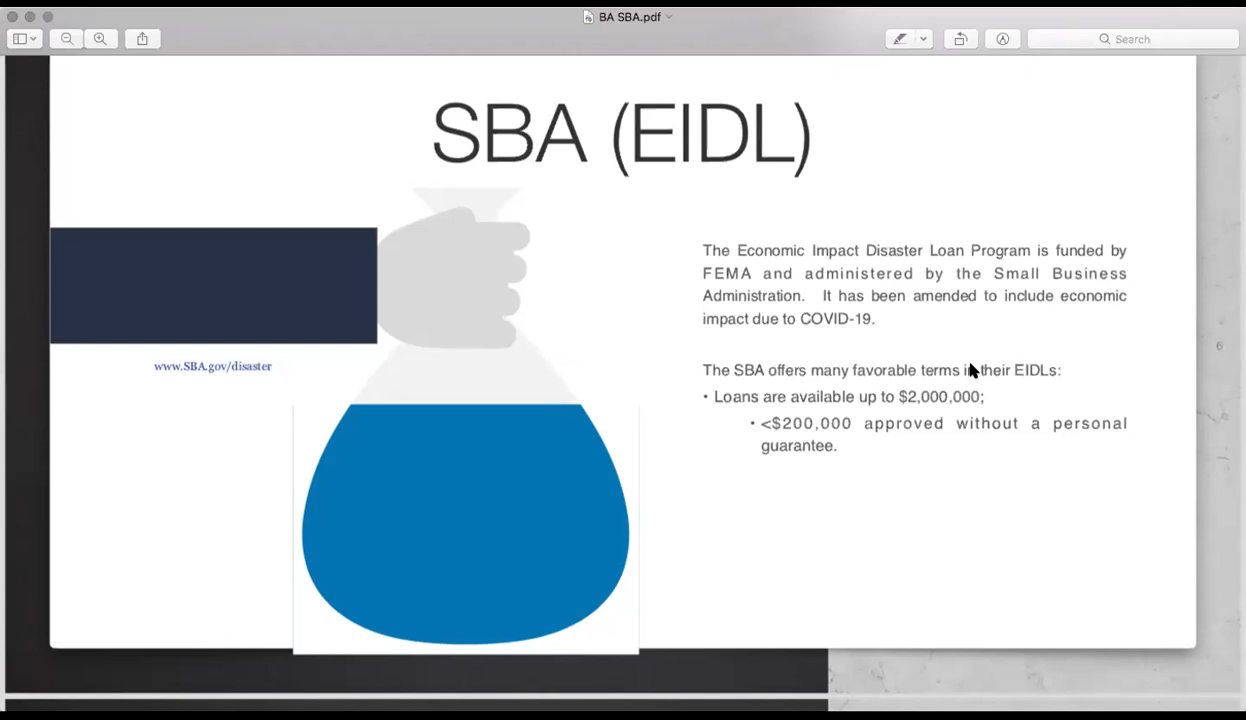 BA SBA.pdf
Search
SBA (EIDL)
www.SBA.gov/disaster
The Economic Impact Disaster Loan Program is funded by
FEMA and administered by the Small Business
Administration. It has been amended to include economic
impact due to COVID-19.
The SBA offers many favorable terms in their EIDLs:
• Loans are available up to $2,000,000;
• <$200,000 approved without a personal
guarantee.
6